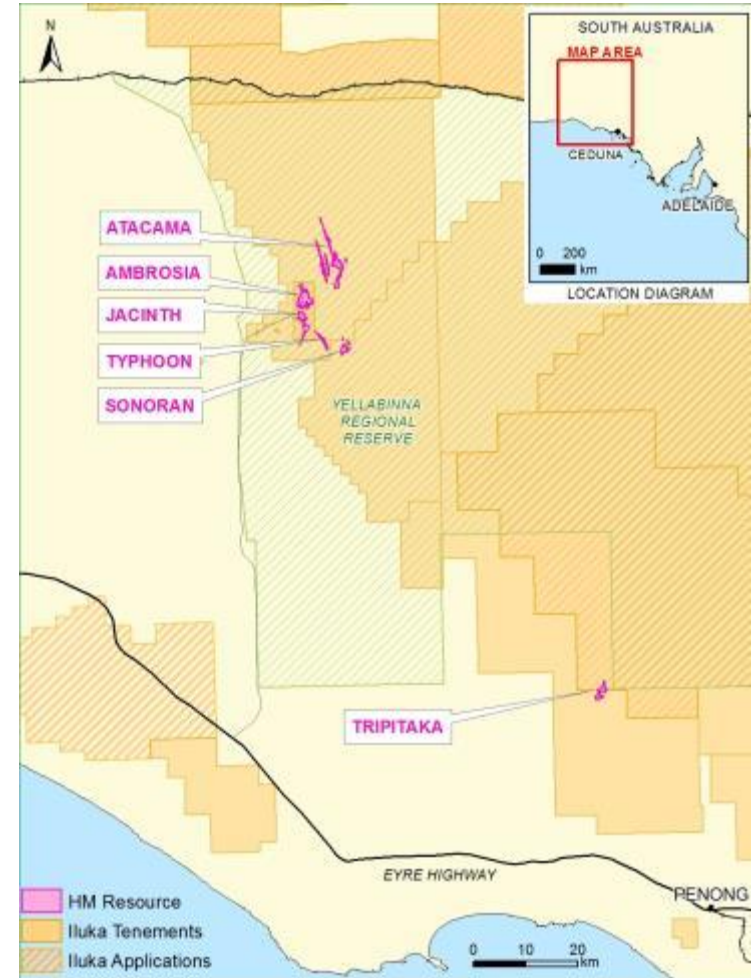 N
SOUTH AUSTRALIA
MAP AREA
CEDUNA
ADELAIDE
0 200
km
LOCATION DIAGRAM
ATACAMA
AMBROSIA
JACINTH
TYPHOON
SONORAN
YELLABINNA
REGIONAL
RESERVE
TRIPITAKA
EYRE HIGHWAY
PENONG
HM Resource
Iluka Tenements
Iluka Applications
0 10 20
km